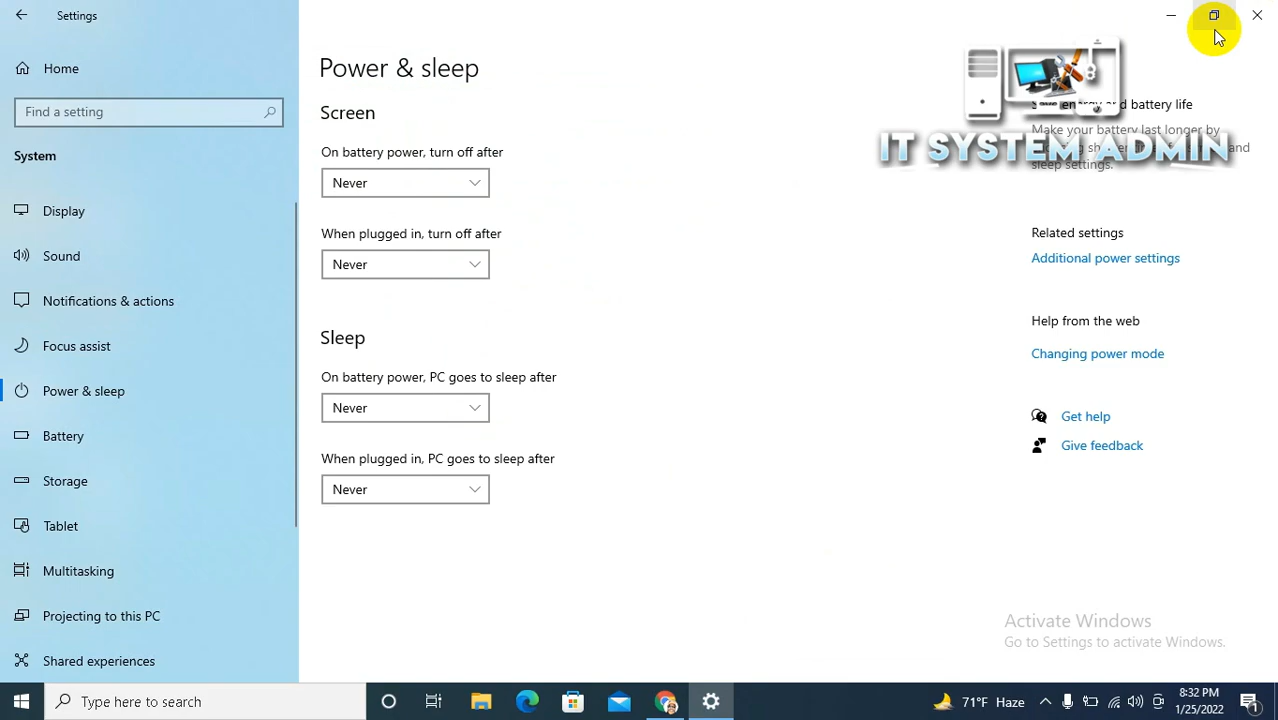 Settings
Home
Find a setting
System
Display
Sound
Notifications & actions
Focus assist
Power & sleep
Battery
Storage
Tablet
Multitasking
Projecting to this PC
Shared experiences
Power & sleep
Screen
On battery power, turn off after
Never
When plugged in, turn off after
Never
Sleep
On battery power, PC goes to sleep after
Never
When plugged in, PC goes to sleep after
Never
IT SYSTEM ADMIN
energy and battery life
Make your battery last longer by
and
sleep settings.
Related settings
Additional power settings
Help from the web
Changing power mode
Get help
Give feedback
Activate Windows
Go to Settings to activate Windows.
Type here to search
71°F Haze
8:32 PM
1/25/2022
1